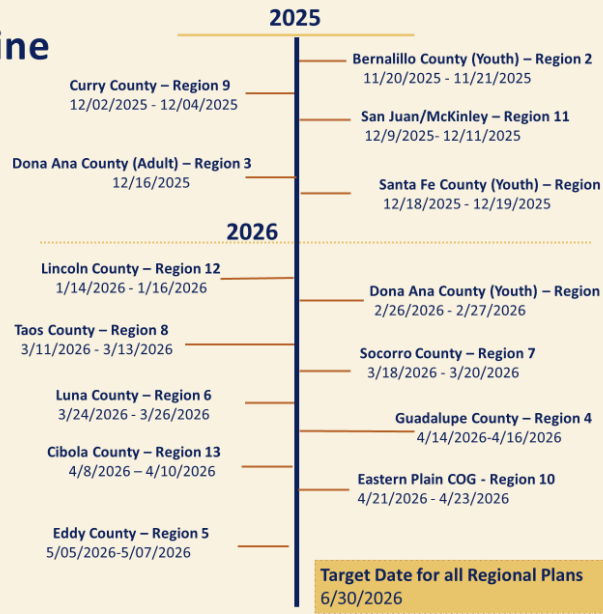 2025
ine
Bernalillo County (Youth) – Region 2
11/20/2025 - 11/21/2025
Curry County – Region 9
12/02/2025 - 12/04/2025
San Juan/McKinley – Region 11
12/9/2025- 12/11/2025
Dona Ana County (Adult) – Region 3
12/16/2025
Santa Fe County (Youth) – Region
12/18/2025 - 12/19/2025
2026
Lincoln County – Region 12
1/14/2026 - 1/16/2026
Dona Ana County (Youth) – Region
2/26/2026 - 2/27/2026
Taos County – Region 8
3/11/2026 - 3/13/2026
Socorro County – Region 7
3/18/2026 - 3/20/2026
Luna County – Region 6
3/24/2026 - 3/26/2026
Guadalupe County – Region 4
4/14/2026-4/16/2026
Cibola County – Region 13
4/8/2026 – 4/10/2026
Eastern Plain COG - Region 10
4/21/2026 - 4/23/2026
Eddy County – Region 5
5/05/2026-5/07/2026
Target Date for all Regional Plans
6/30/2026